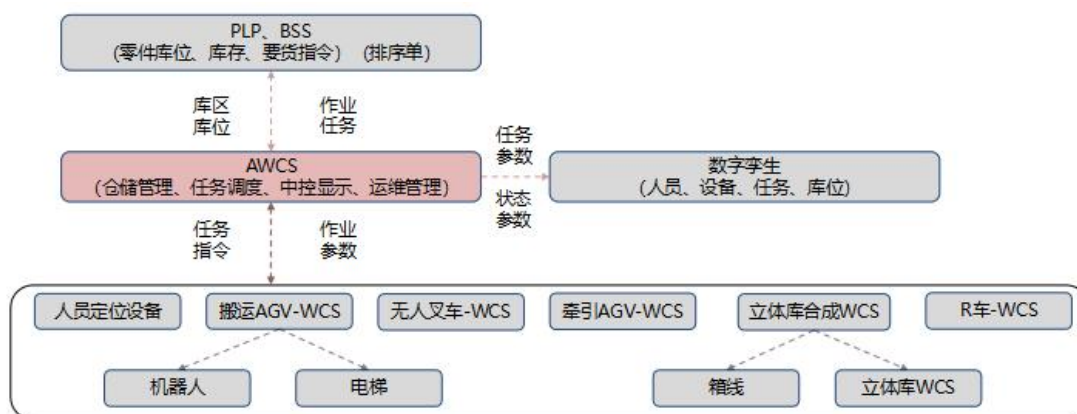 PLP、BSS
(零件库位、库存、要货指令) (排序单)
库区
库位
作业
任务
AWCS
(仓储管理、任务调度、中控显示、运维管理)
任务
参数
状态
参数
数字孪生
(人员、设备、任务、库位)
任务
指令
作业
参数
人员定位设备
搬运AGV-WCS
无人叉车-WCS
牵引AGV-WCS
立体库合成WCS
R车-WCS
机器人
电梯
箱线
立体库WCS